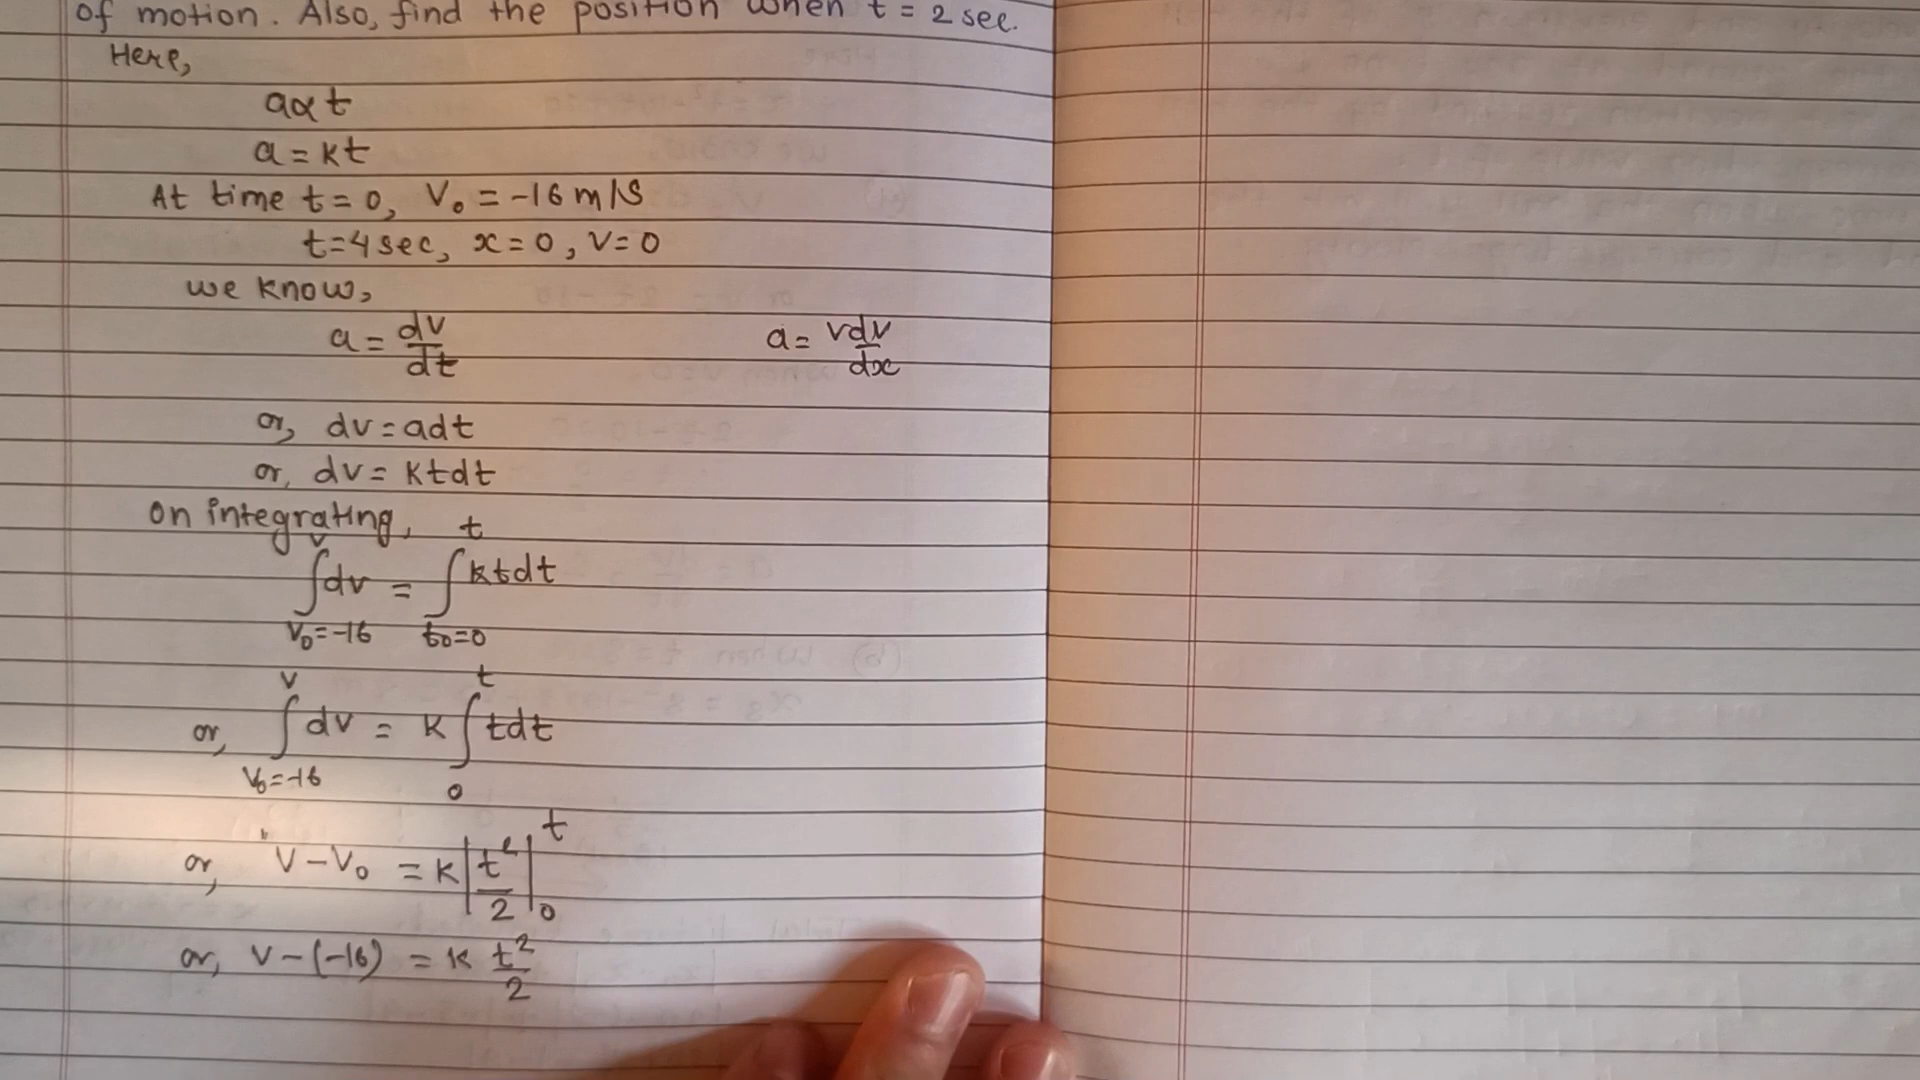 of motion. Also, find the position when t = 2 sec.
Here,
a ∝ t
a = kt
At time t = 0, V₀ = -16 m/s
t = 4 sec, x = 0, v = 0
we know,
a = dv/dt a = vdv/dx
or, dv = adt
or, dv = ktdt
on integrating,
∫_{V₀=-16}^{v} dv = ∫_{t₀=0}^{t} ktdt
or, ∫_{V₀=-16}^{v} dv = k ∫_{0}^{t} tdt
or, V - V₀ = k |t²/2|_{0}^{t}
or, v - (-16) = k t²/2